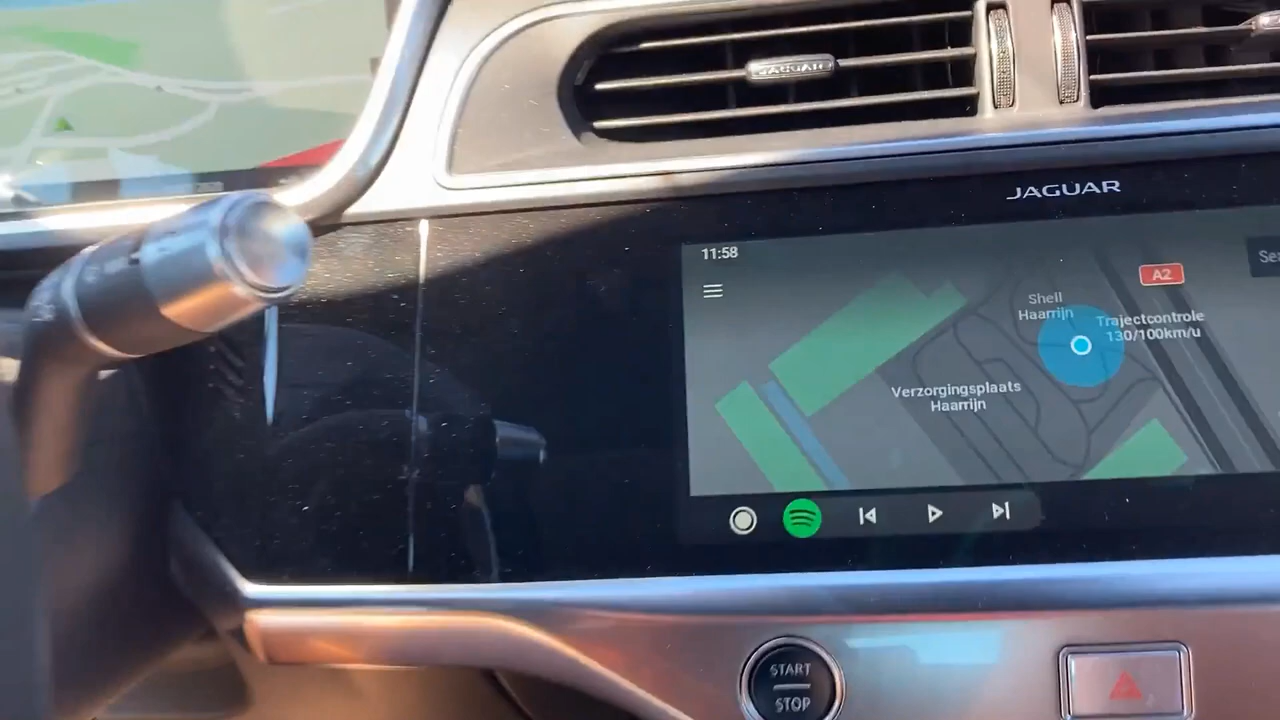 JAGUAR
JAGUAR
11:58
A2
Shell
Haarrijn
Trajectcontrole
130/100km/u
Verzorgingsplaats
Haarrijn
START
STOP